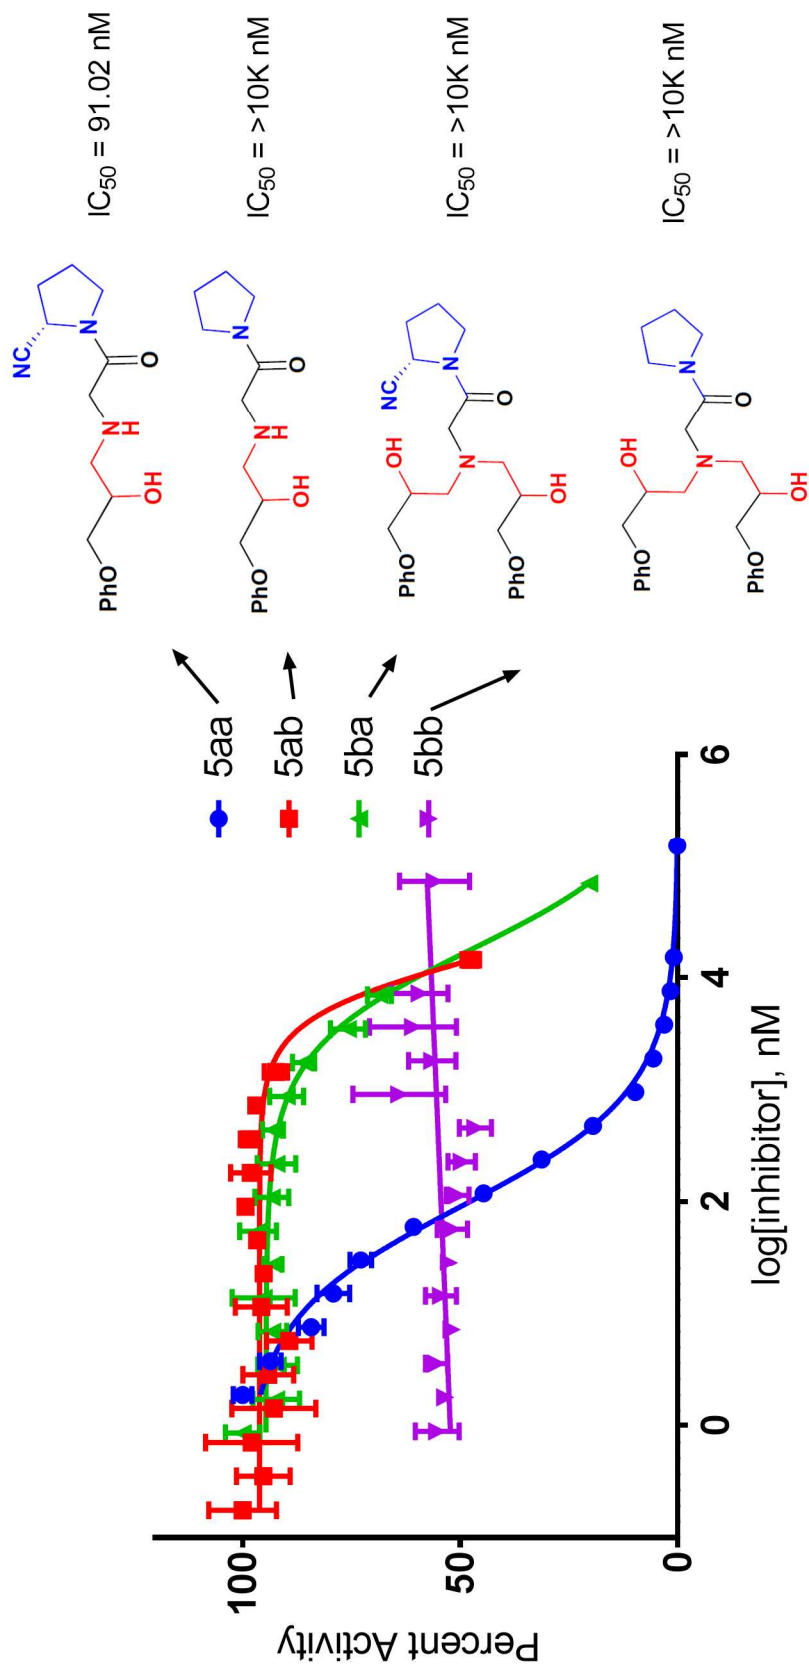 Percent Activity
100
50
0
0
2
4
6
log[inhibitor], nM
5aa
5ab
5ba
5bb
NC
N
O
N
H
OH
PhO
IC50 = 91.02 nM
N
O
N
H
OH
PhO
IC50 = >10K nM
NC
N
O
OH
N
PhO
PhO
OH
IC50 = >10K nM
N
O
OH
N
PhO
PhO
OH
IC50 = >10K nM